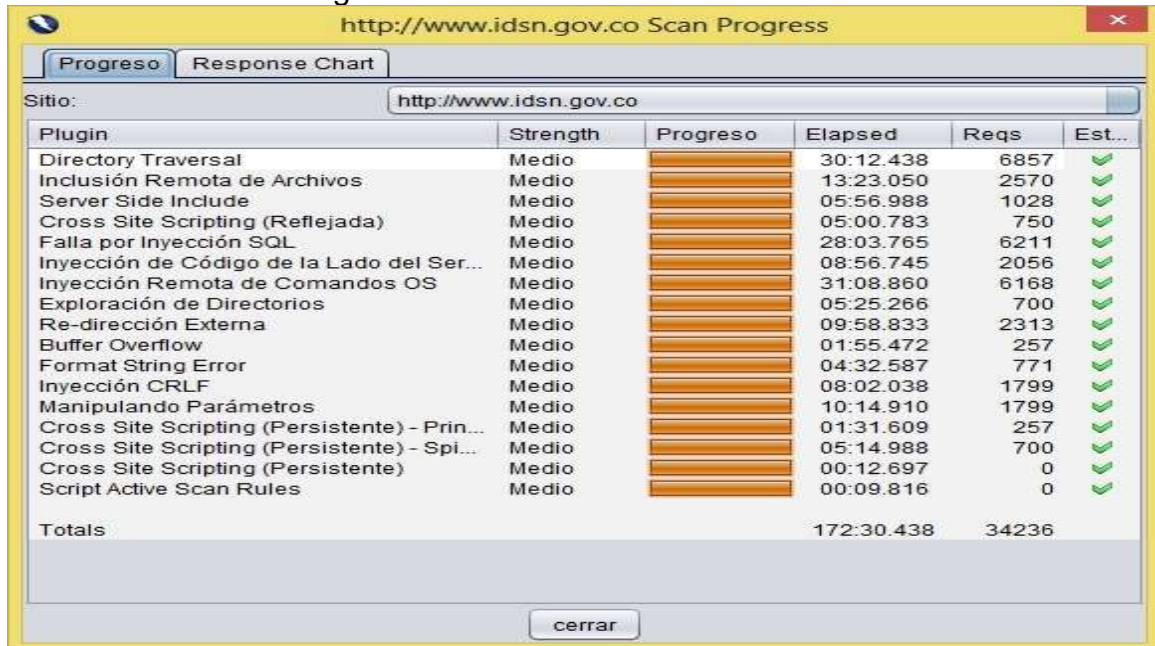 http://www.idsn.gov.co Scan Progress
Progreso Response Chart
Sitio: http://www.idsn.gov.co
Plugin Strength Progreso Elapsed Reqs Est...
Directory Traversal Medio 30:12.438 6857
Inclusión Remota de Archivos Medio 13:23.050 2570
Server Side Include Medio 05:56.988 1028
Cross Site Scripting (Reflejada) Medio 05:00.783 750
Falla por Inyección SQL Medio 28:03.765 6211
Inyección de Código de la Lado del Ser... Medio 08:56.745 2056
Inyección Remota de Comandos OS Medio 31:08.860 6168
Exploración de Directorios Medio 05:25.266 700
Re-dirección Externa Medio 09:58.833 2313
Buffer Overflow Medio 01:55.472 257
Format String Error Medio 04:32.587 771
Inyección CRLF Medio 08:02.038 1799
Manipulando Parámetros Medio 10:14.910 1799
Cross Site Scripting (Persistente) - Prin... Medio 01:31.609 257
Cross Site Scripting (Persistente) - Spi... Medio 05:14.988 700
Cross Site Scripting (Persistente) Medio 00:12.697 0
Script Active Scan Rules Medio 00:09.816 0
Totals 172:30.438 34236
cerrar